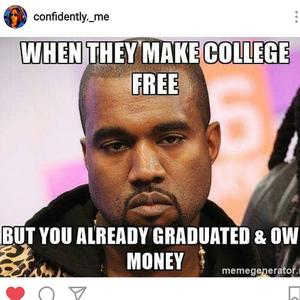 confidently._me
WHEN THEY MAKE COLLEGE
FREE
BUT YOU ALREADY GRADUATED & OW
MONEY
memegenerator.